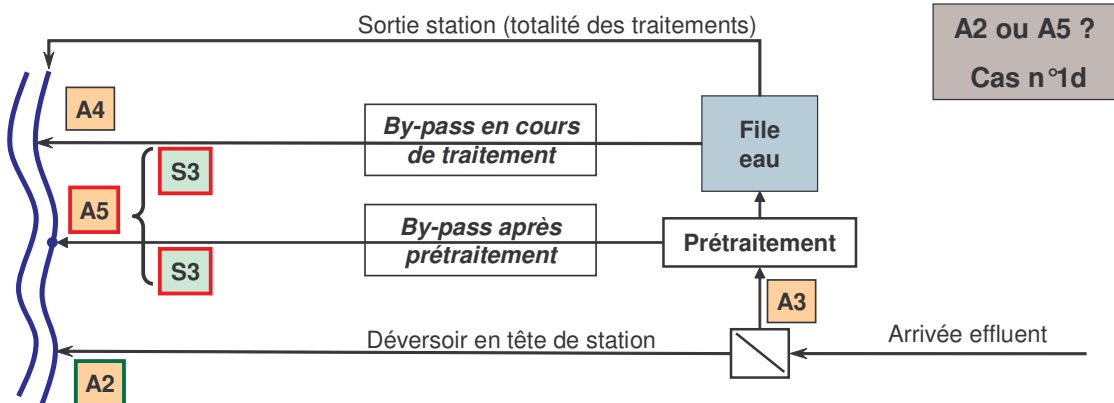 Sortie station (totalité des traitements)
A2 ou A5 ?
Cas n°1d
A4
By-pass en cours
de traitement
File
eau
S3
A5
By-pass après
prétraitement
Prétraitement
S3
A3
Déversoir en tête de station
Arrivée effluent
A2